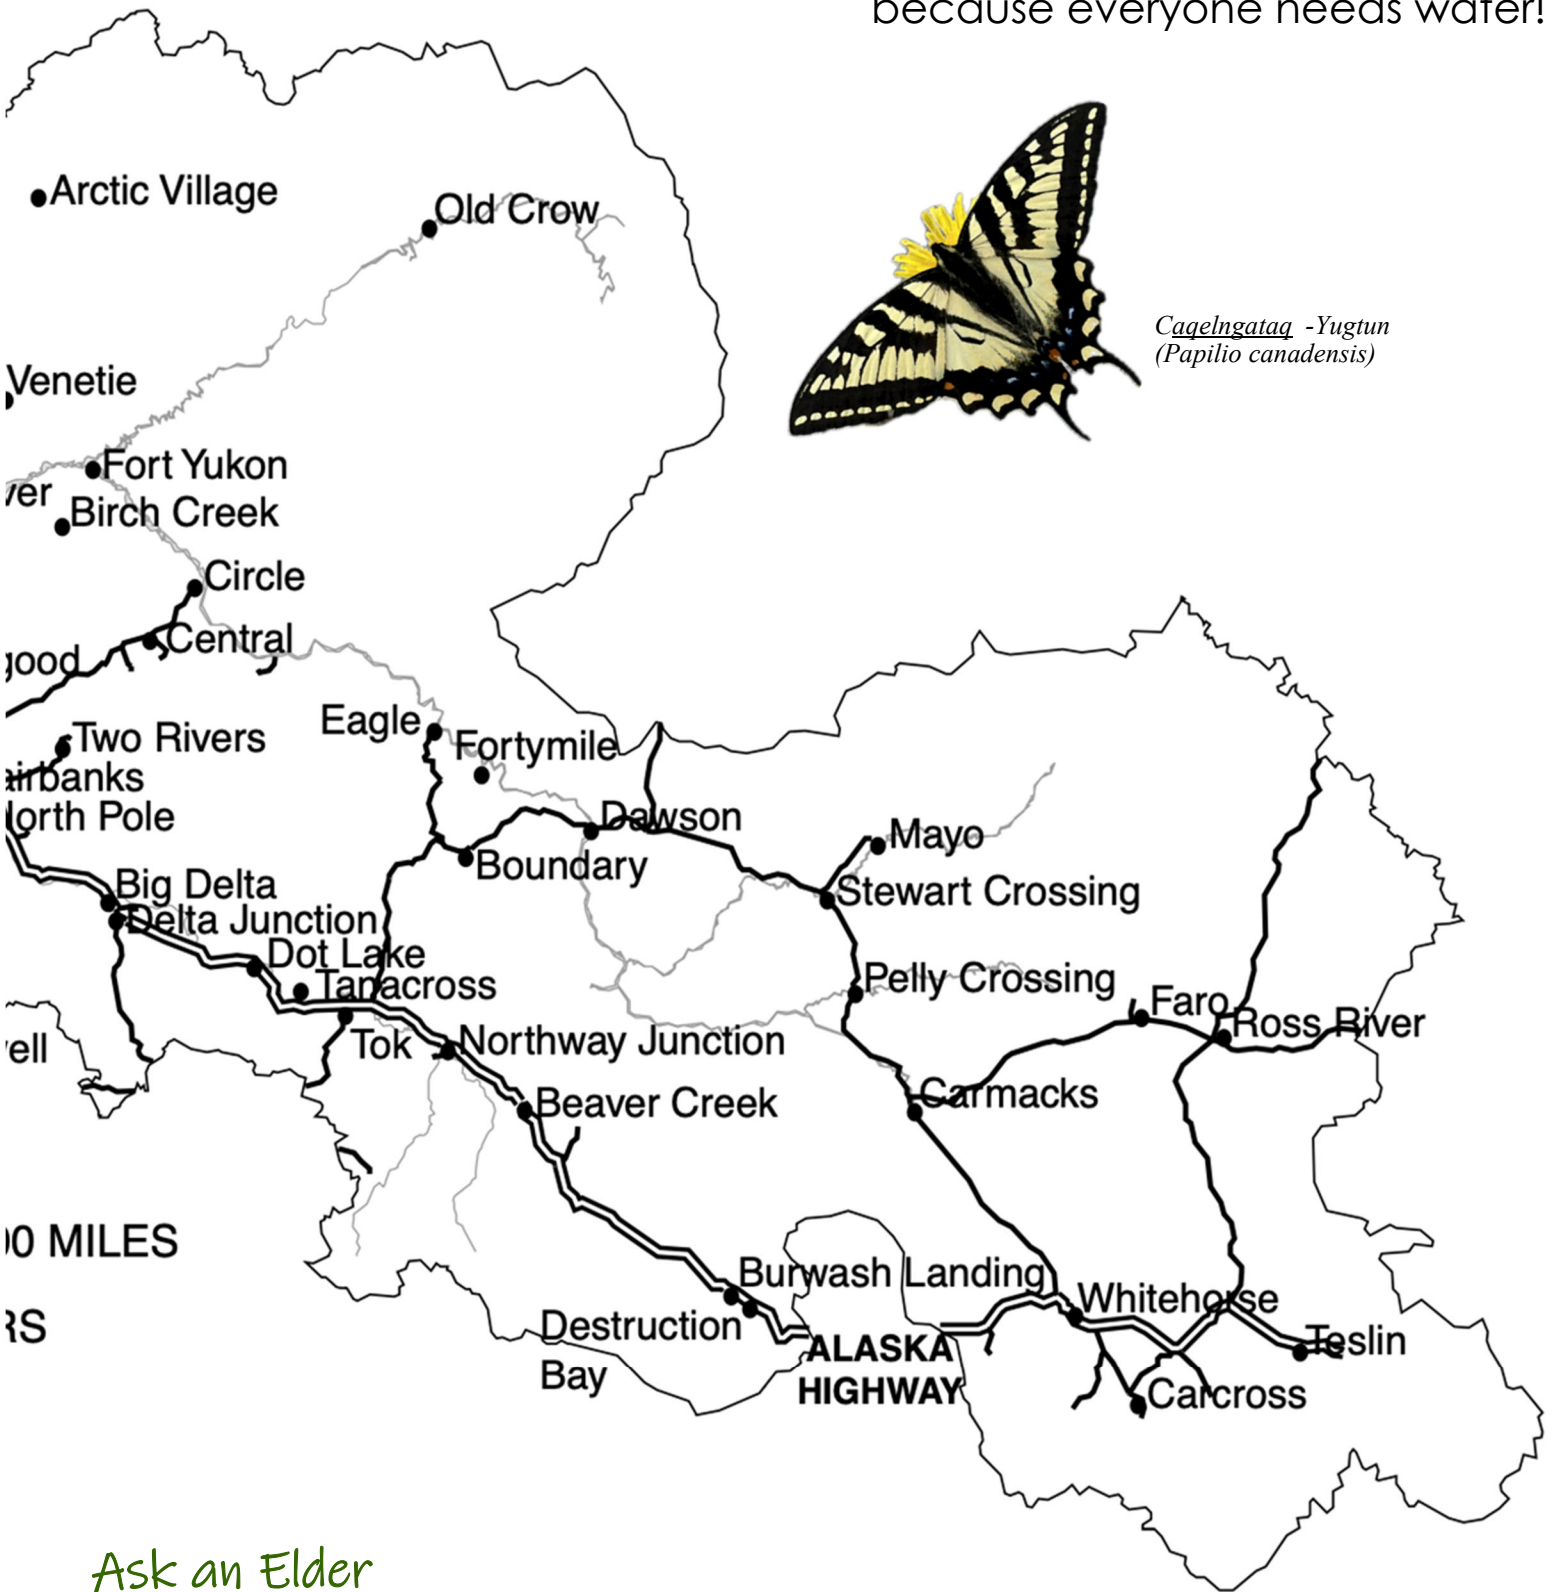 because everyone needs water!
Arctic Village
Old Crow
Caqelngataq -Yugtun
(Papilio canadensis)
Venetie
Fort Yukon
Birch Creek
Circle
Central
Eagle
Two Rivers
Fortymile
Dawson
Mayo
Boundary
Big Delta
Stewart Crossing
Delta Junction
Dot Lake
Tanacross
Pelly Crossing
Faro
Ross River
Tok
Northway Junction
Beaver Creek
Carmacks
00 MILES
Burwash Landing
Whitehorse
Destruction
Bay
ALASKA
HIGHWAY
Teslin
Carcross
Ask an Elder